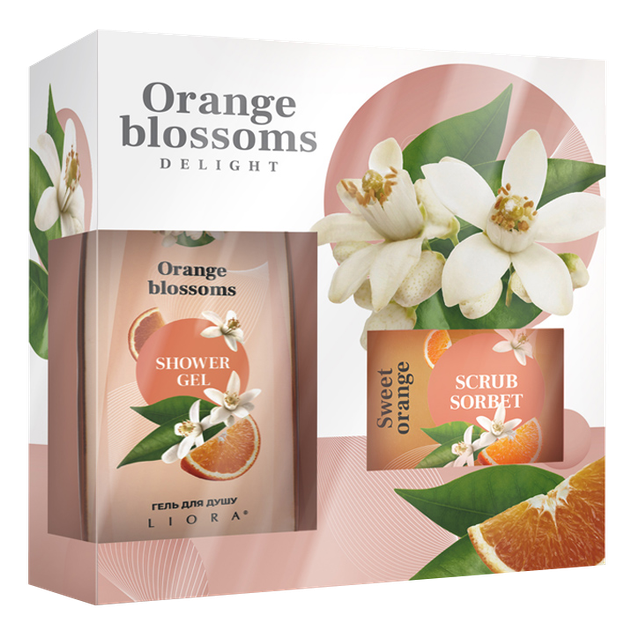 Orange
blossoms
DELIGHT
Orange
blossoms
SHOWER
GEL
ГЕЛЬ ДЛЯ ДУШУ
LIORA®
Sweet
orange
SCRUB
SORBET